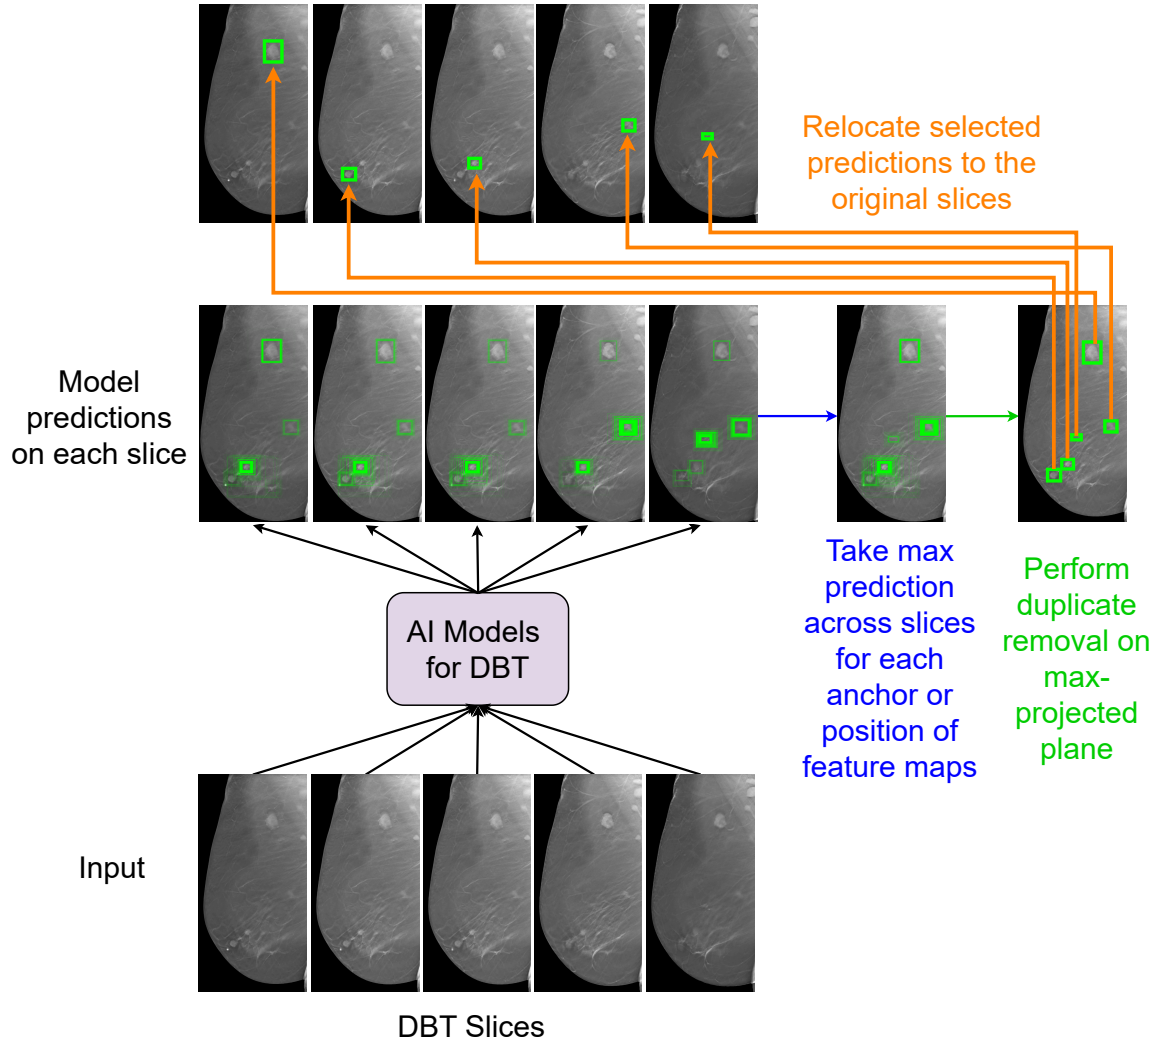 Relocate selected
predictions to the
original slices
Model
predictions
on each slice
Take max
prediction
across slices
for each
anchor or
position of
feature maps
Perform
duplicate
removal on
max-
projected
plane
AI Models
for DBT
Input
DBT Slices